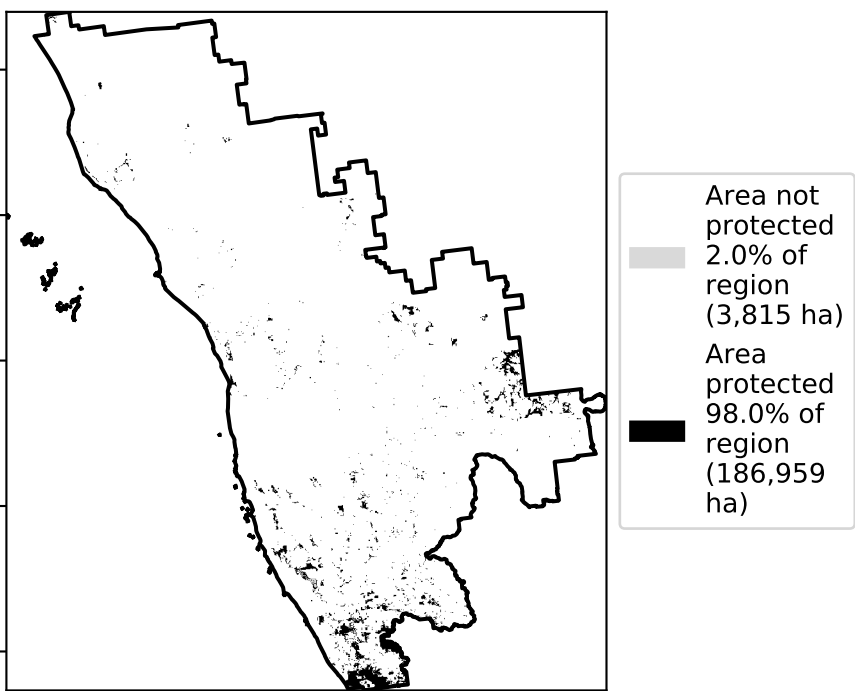 Area not
protected
2.0% of
region
(3,815 ha)
Area
protected
98.0% of
region
(186,959
ha)